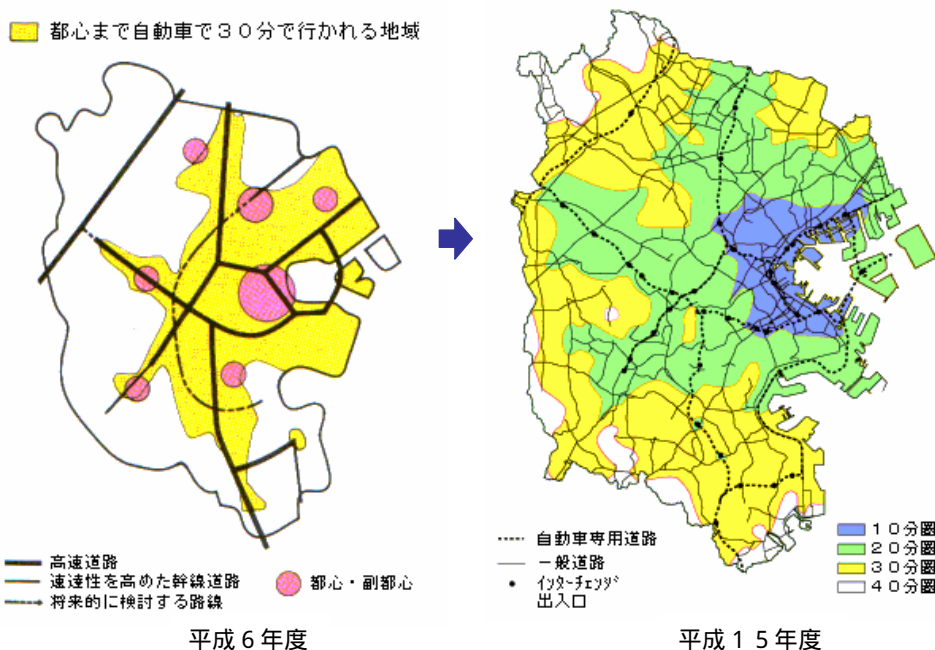 都心まで自動車で３０分で行かれる地域
高速道路
速達性を高めた幹線道路
将来的に検討する路線
都心・副都心
平成６年度
自動車専用道路
一般道路
ｲﾝﾀｰﾁｪﾝｼﾞ
出入口
１０分圏
２０分圏
３０分圏
４０分圏
平成１５年度